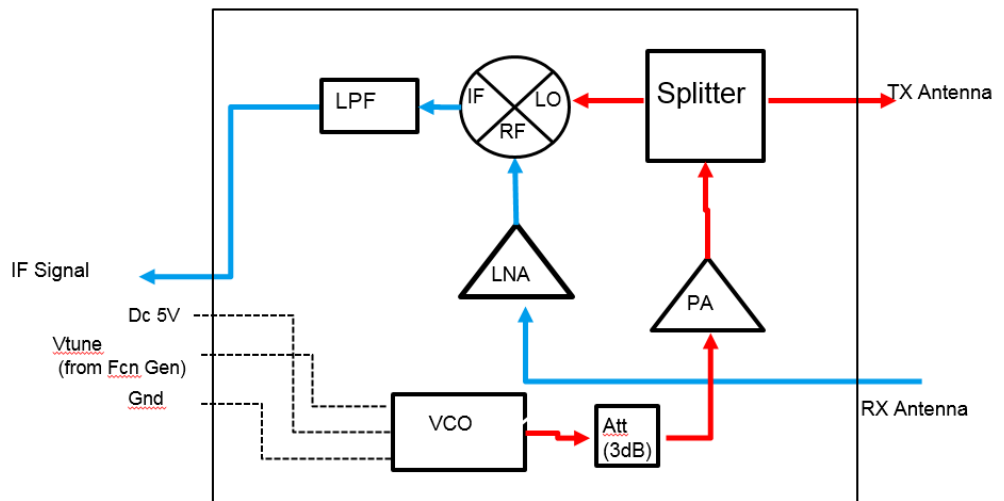 IF
LO
RF
LPF
Splitter
TX Antenna
LNA
PA
IF Signal
Dc 5V
Vtune
(from Fcn Gen)
Gnd
VCO
Att
(3dB)
RX Antenna